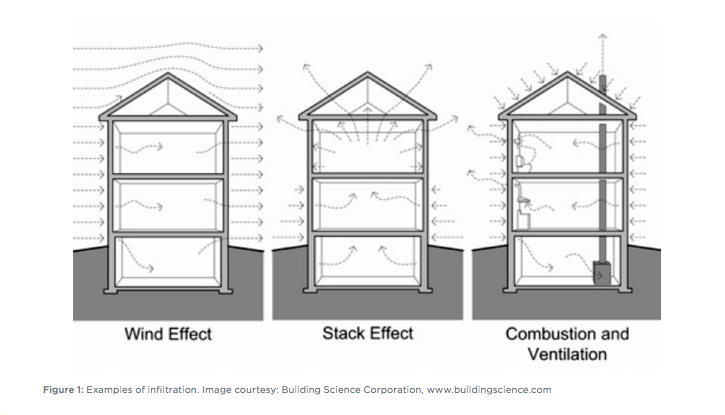 Wind Effect
Stack Effect
Combustion and
Ventilation
Figure 1: Examples of infiltration. Image courtesy: Building Science Corporation, www.buildingscience.com